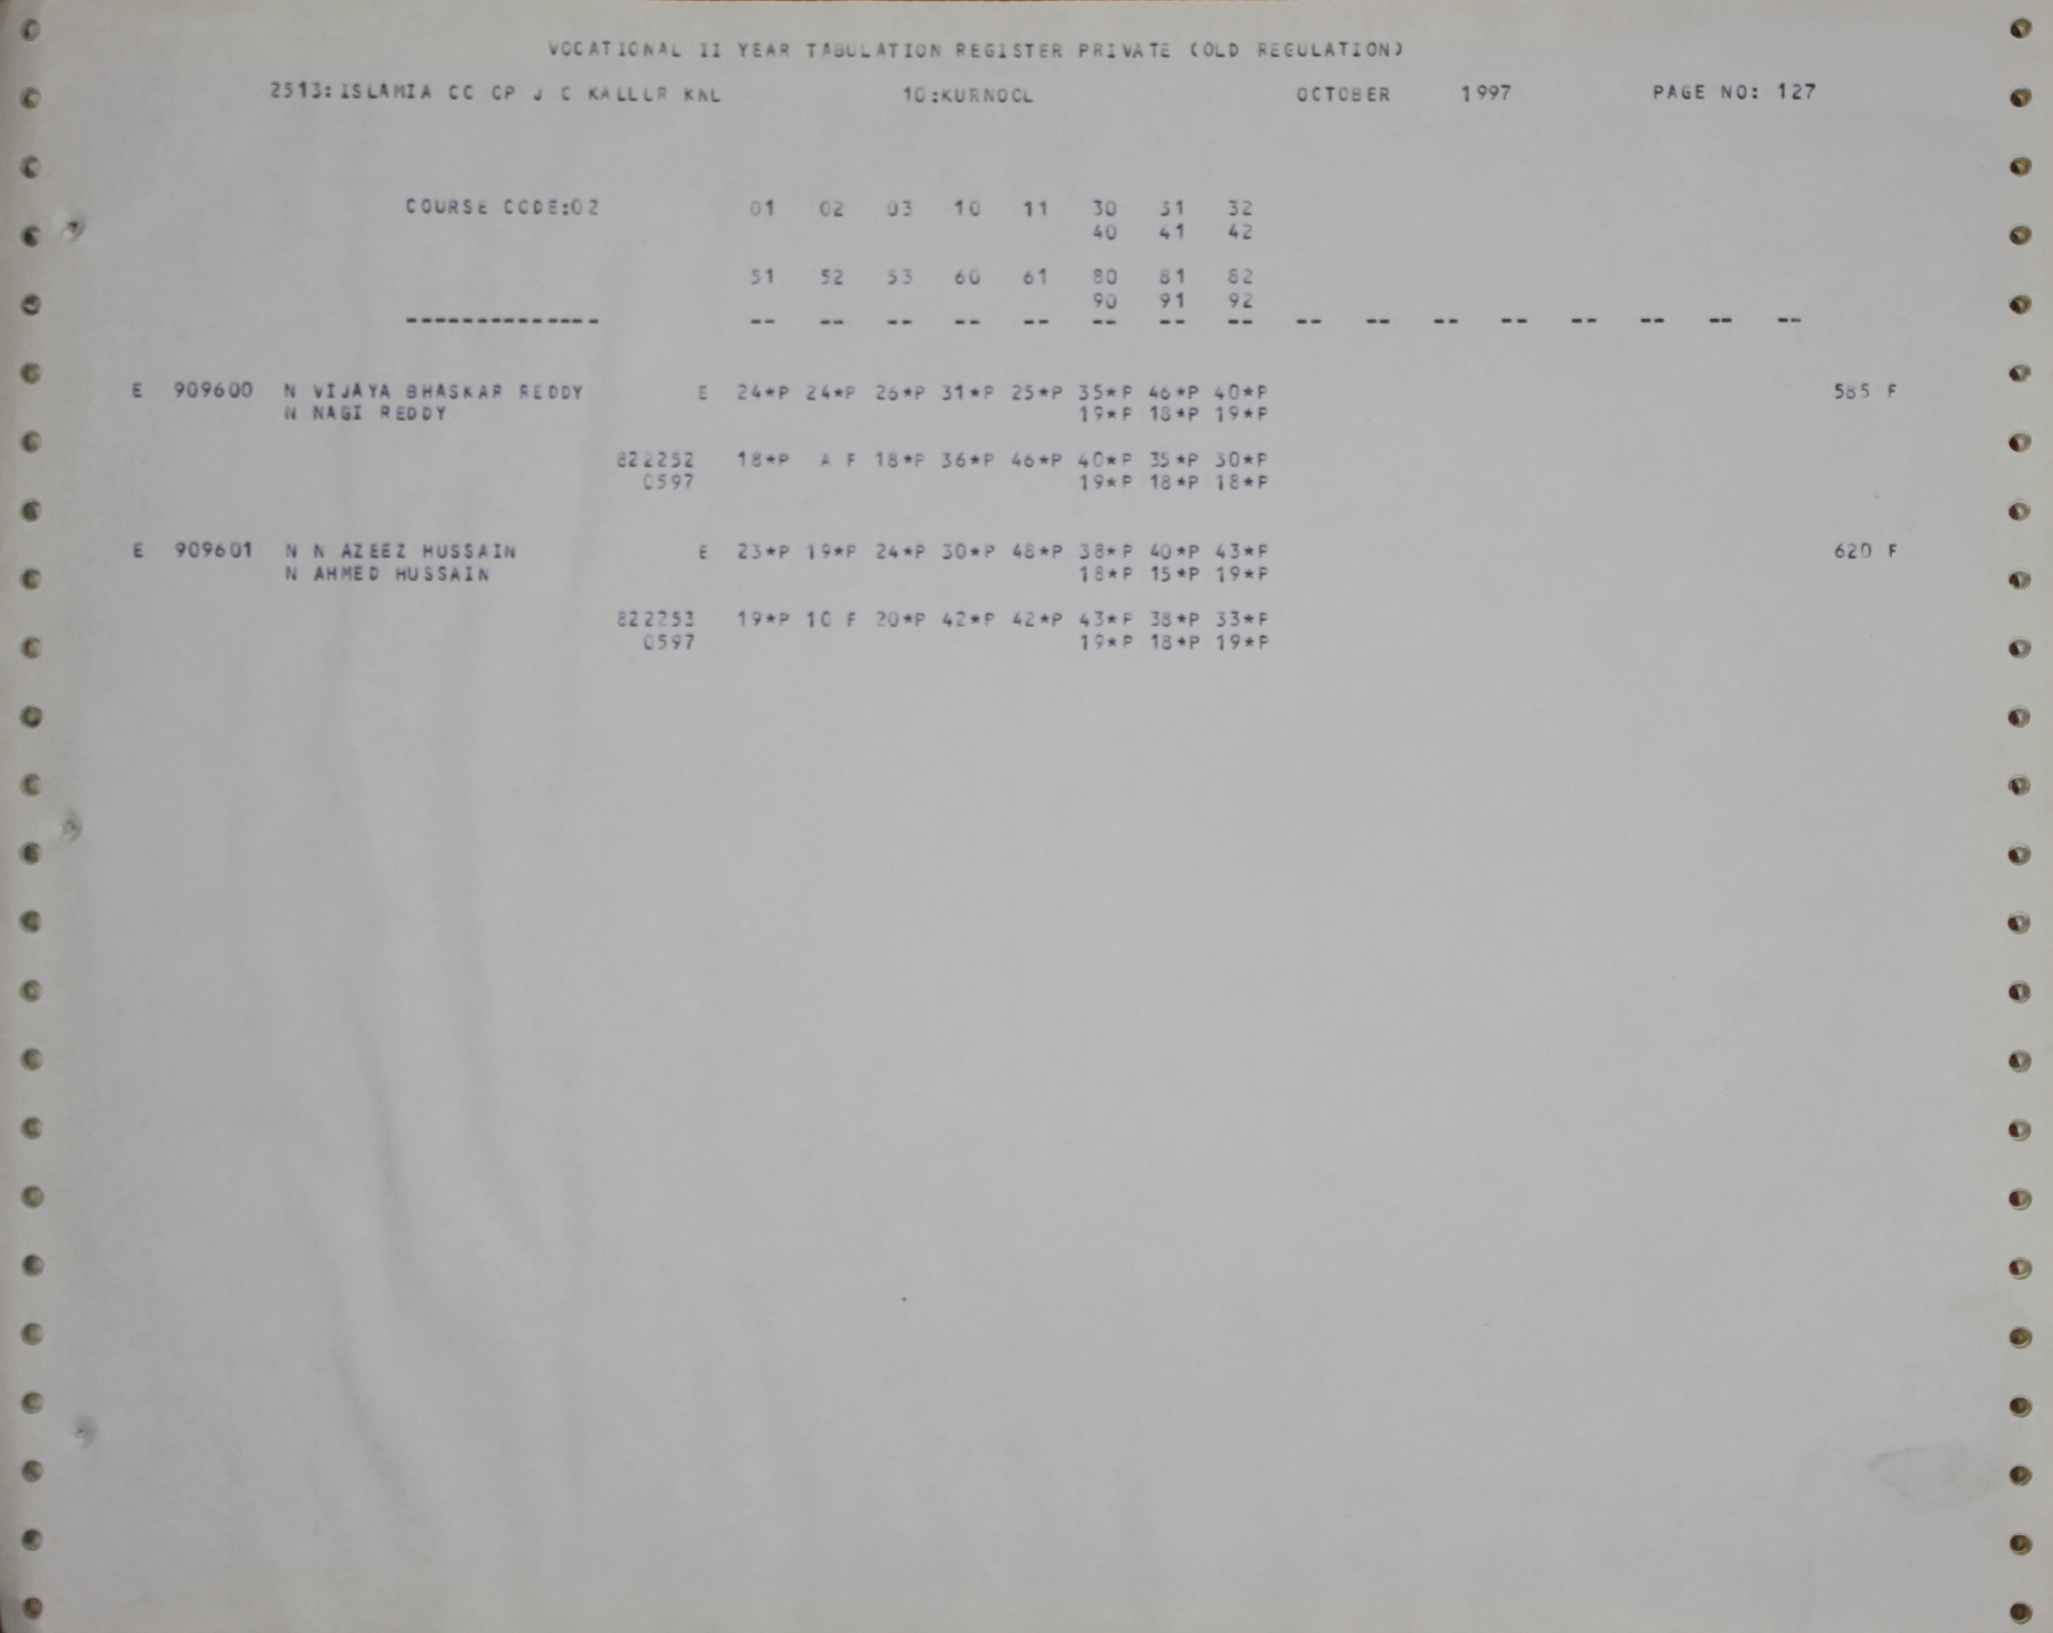 VOCATIONAL II YEAR TABULATION REGISTER PRIVATE (OLD REGULATION)
2513:ISLAMIA CO OP J C KALLUR KNL 10:KURNOOL OCTOBER 1997 PAGE NO: 127
COURSE CODE:02 01 02 03 10 11 30 31 32
40 41 42
51 52 53 60 61 80 81 82
90 91 92
-------------- -- -- -- -- -- -- -- -- -- -- -- -- -- -- -- --
E 909600 N VIJAYA BHASKAR REDDY E 24*P 24*P 26*P 31*P 25*P 35*P 46*P 40*P 585 F
N NAGI REDDY 19*P 18*P 19*P
822252 18*P A F 18*P 36*P 46*P 40*P 35*P 30*P
0597 19*P 18*P 18*P
E 909601 N N AZEEZ HUSSAIN E 23*P 19*P 24*P 30*P 48*P 38*P 40*P 43*P 620 F
N AHMED HUSSAIN 18*P 15*P 19*P
822253 19*P 10 F 20*P 42*P 42*P 43*P 38*P 33*P
0597 19*P 18*P 19*P